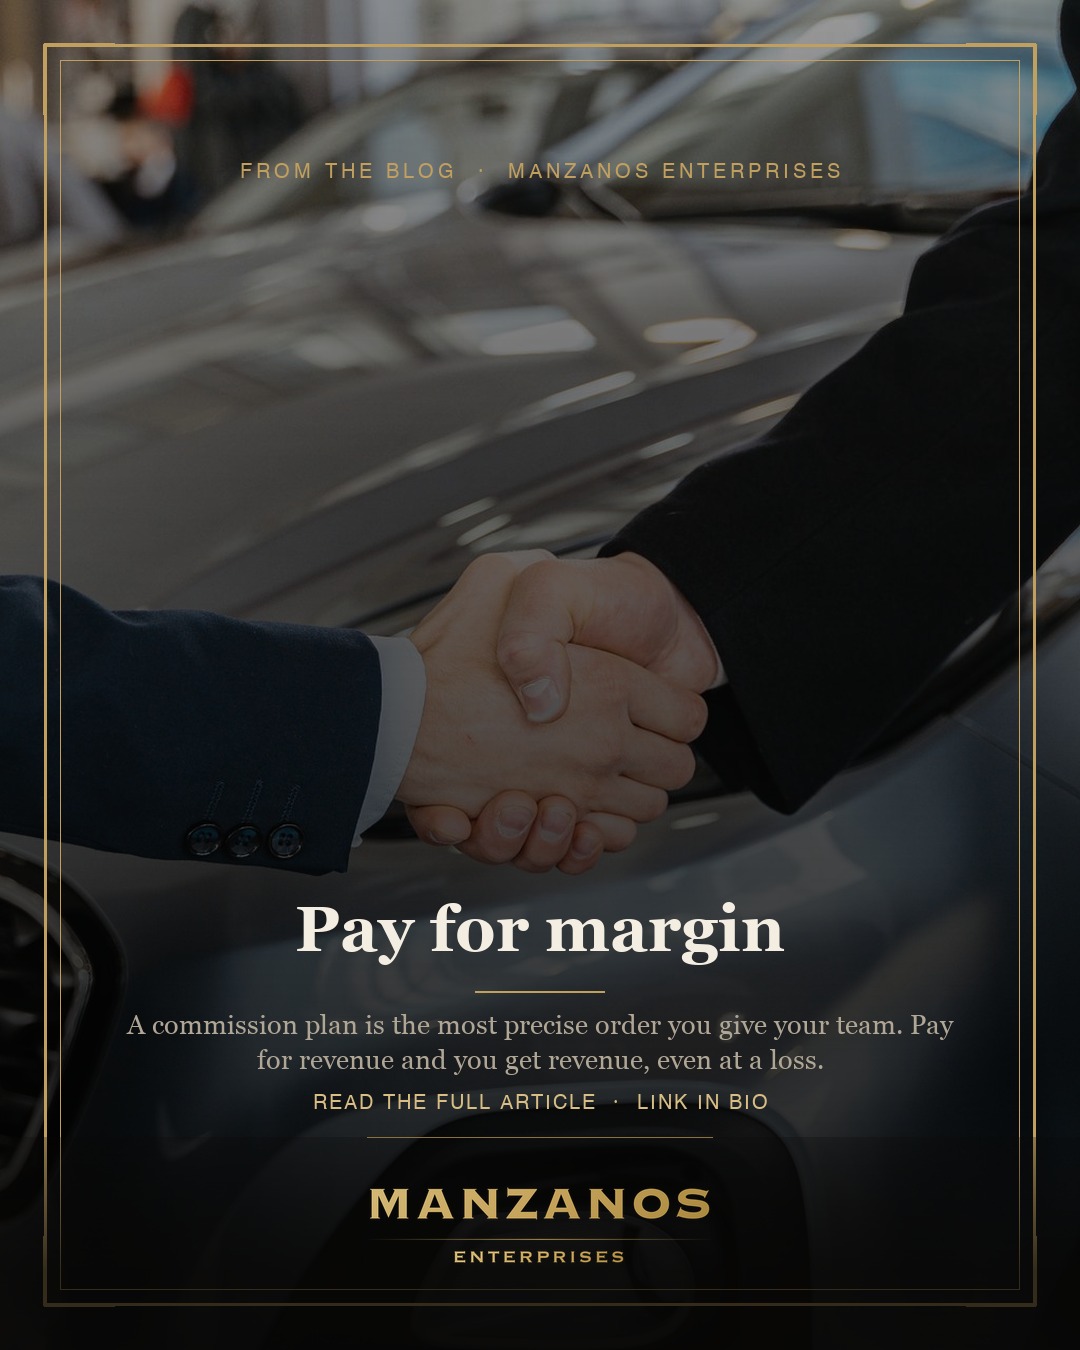 FROM THE BLOG · MANZANOS ENTERPRISES
Pay for margin
A commission plan is the most precise order you give your team. Pay
for revenue and you get revenue, even at a loss.
READ THE FULL ARTICLE · LINK IN BIO
MANZANOS
ENTERPRISES